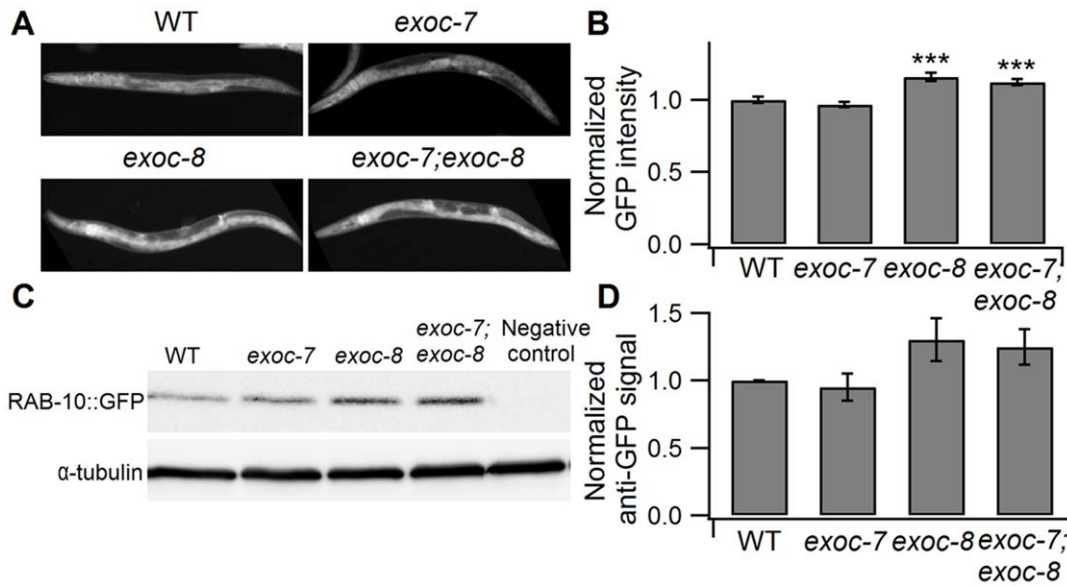 A
WT
exoc-7
exoc-8
exoc-7;exoc-8
B
Normalized
GFP intensity
1.0
0.5
0.0
***
***
WT
exoc-7
exoc-8
exoc-7;
exoc-8
C
WT
exoc-7
exoc-8
exoc-7;
exoc-8
Negative
control
RAB-10::GFP
α-tubulin
D
Normalized
anti-GFP signal
1.5
1.0
0.5
0.0
WT
exoc-7
exoc-8
exoc-7;
exoc-8